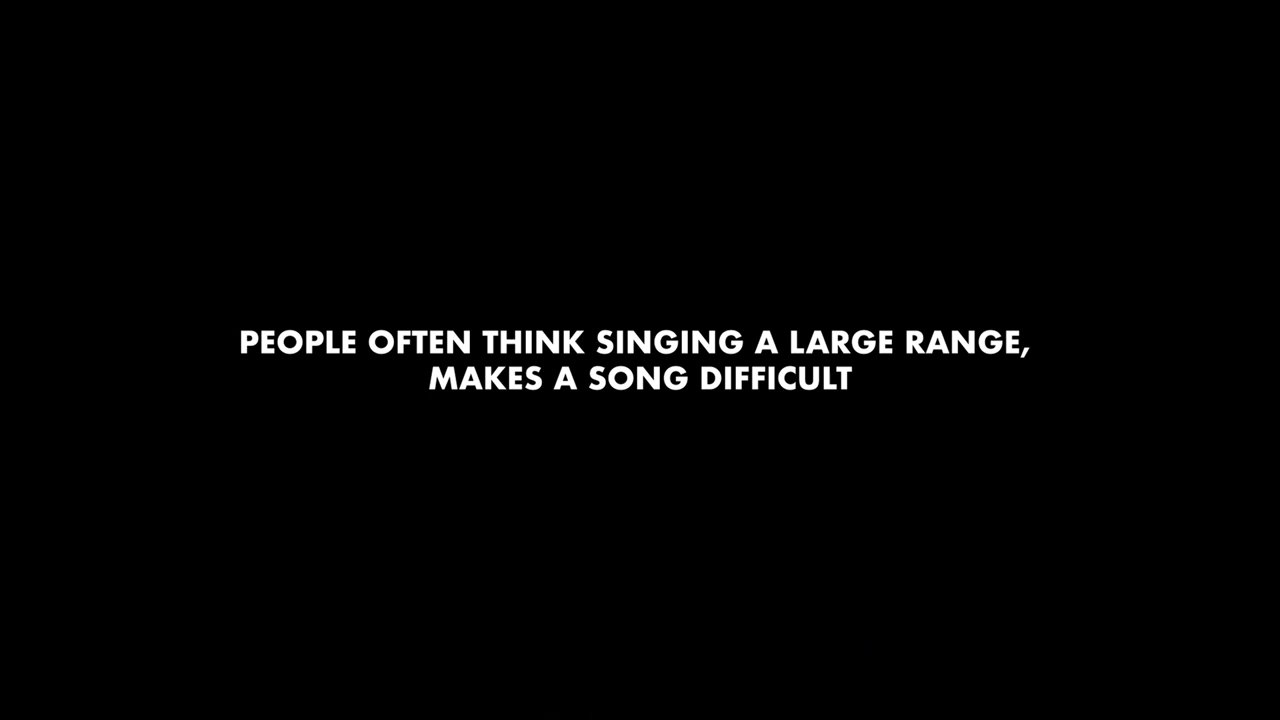 PEOPLE OFTEN THINK SINGING A LARGE RANGE,
MAKES A SONG DIFFICULT